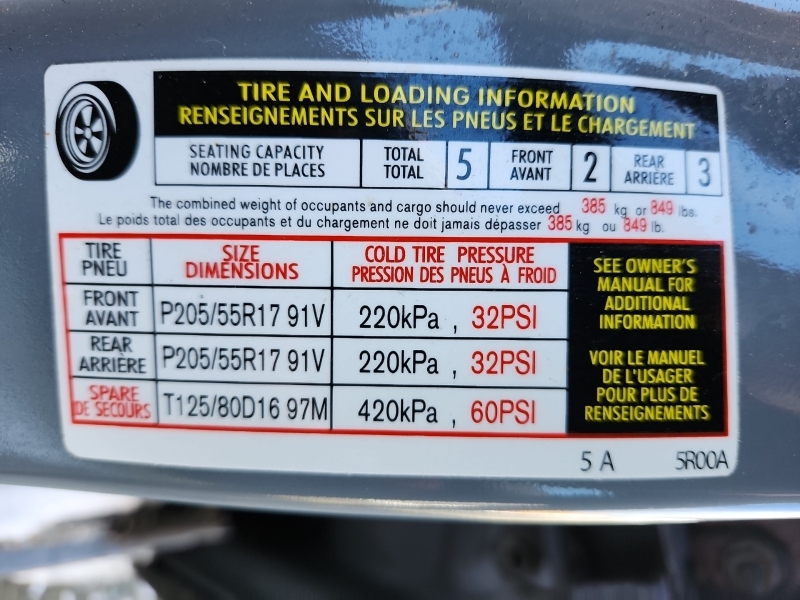 TIRE AND LOADING INFORMATION
RENSEIGNEMENTS SUR LES PNEUS ET LE CHARGEMENT
SEATING CAPACITY TOTAL 5 FRONT 2 REAR 3
NOMBRE DE PLACES TOTAL AVANT ARRIÈRE
The combined weight of occupants and cargo should never exceed 385 kg or 849 lbs.
Le poids total des occupants et du chargement ne doit jamais dépasser 385 kg ou 849 lb.
TIRE SIZE COLD TIRE PRESSURE
PNEU DIMENSIONS PRESSION DES PNEUS À FROID
FRONT
AVANT P205/55R17 91V 220kPa , 32PSI
REAR
ARRIÈRE P205/55R17 91V 220kPa , 32PSI
SPARE
DE SECOURS T125/80D16 97M 420kPa , 60PSI
SEE OWNER'S
MANUAL FOR
ADDITIONAL
INFORMATION
VOIR LE MANUEL
DE L'USAGER
POUR PLUS DE
RENSEIGNEMENTS
5 A 5R00A